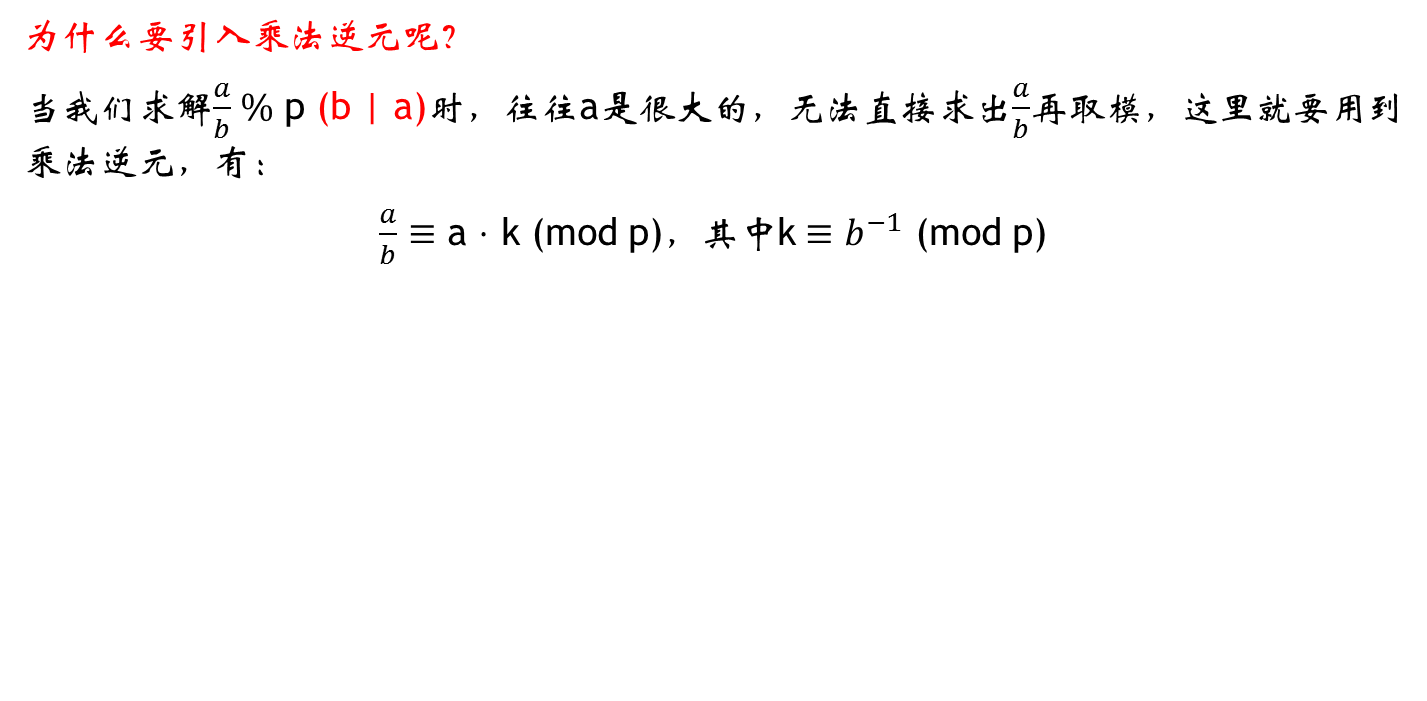 为什么要引入乘法逆元呢?
当我们求解a/b % p (b | a)时，往往a是很大的，无法直接求出a/b再取模，这里就要用到
乘法逆元，有：
a/b ≡ a · k (mod p)，其中k ≡ b⁻¹ (mod p)